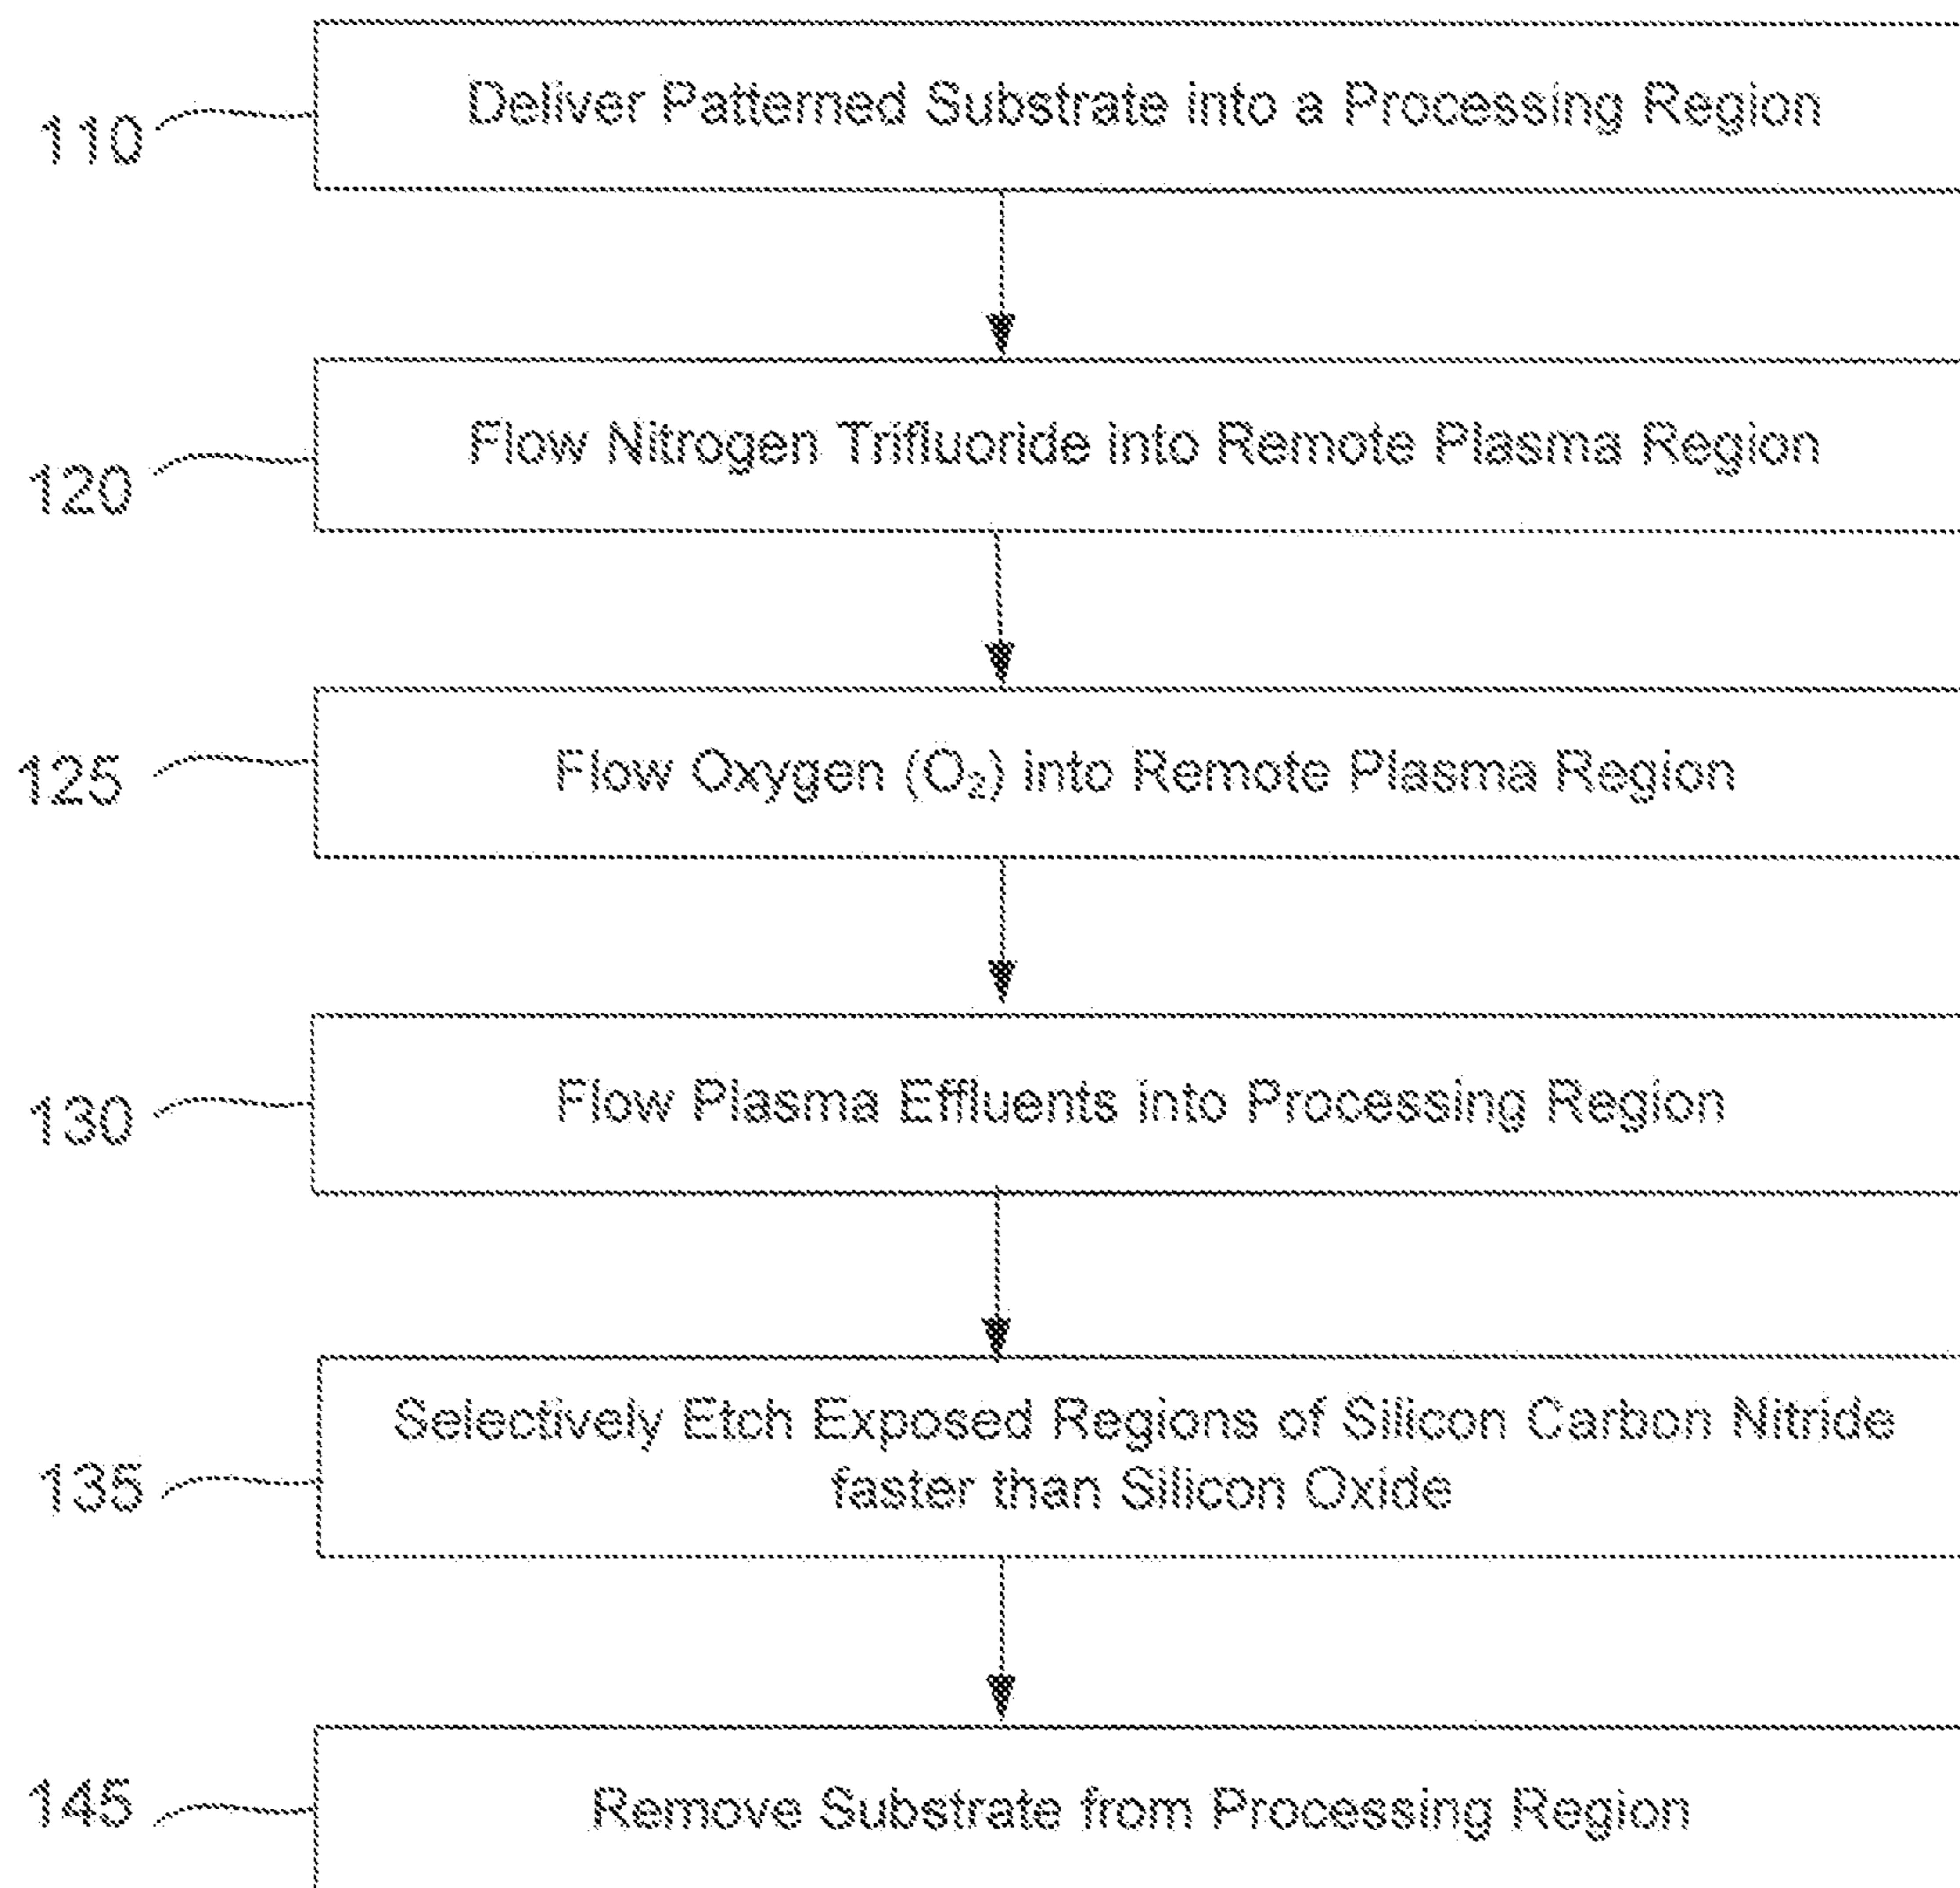 110 Deliver Patterned Substrate into a Processing Region
120 Flow Nitrogen Trifluoride into Remote Plasma Region
125 Flow Oxygen (O₂) into Remote Plasma Region
130 Flow Plasma Effluents into Processing Region
135 Selectively Etch Exposed Regions of Silicon Carbon Nitride
faster than Silicon Oxide
145 Remove Substrate from Processing Region